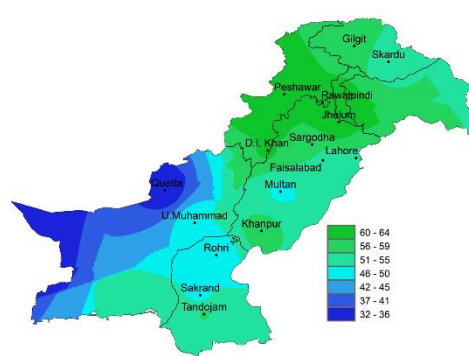 Gilgit
Skardu
Peshawar
Rawalpindi
Jhelum
D.I. Khan
Sargodha
Lahore
Faisalabad
Quetta
Multan
U.Muhammad
Khanpur
Rohri
Sakrand
Tandojam
60 - 64
56 - 59
51 - 55
46 - 50
42 - 45
37 - 41
32 - 36